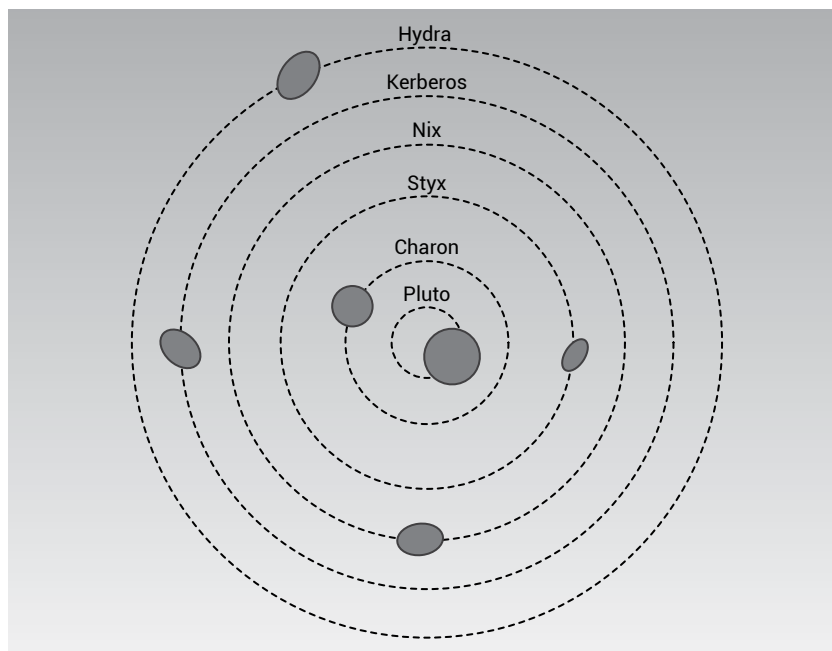 Hydra
Kerberos
Nix
Styx
Charon
Pluto